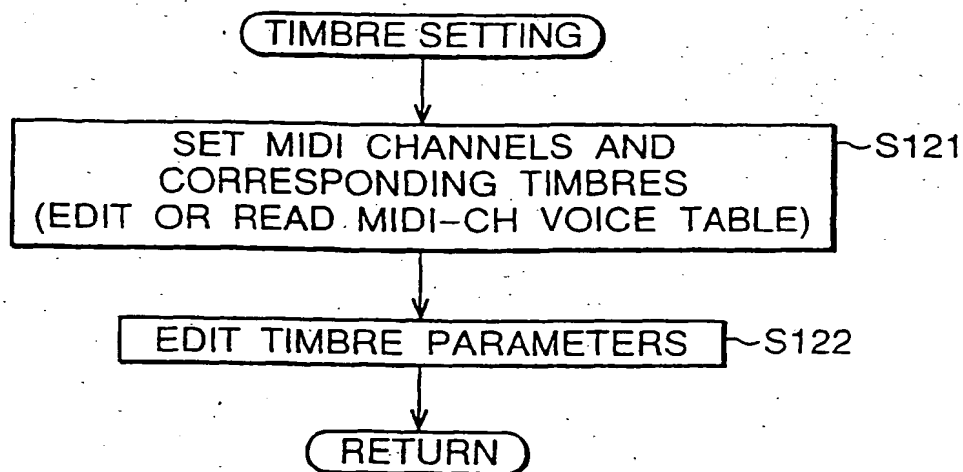 TIMBRE SETTING
SET MIDI CHANNELS AND
CORRESPONDING TIMBRES
(EDIT OR READ MIDI-CH VOICE TABLE)
S121
EDIT TIMBRE PARAMETERS
S122
RETURN